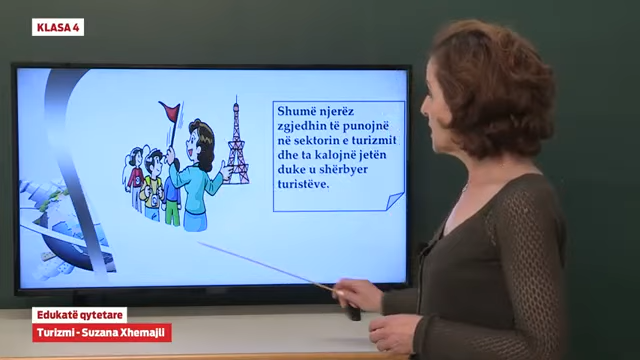 KLASA 4
Shumë njerëz
zgjedhin të punojnë
në sektorin e turizmit
dhe ta kalojnë jetën
duke u shërbyer
turistëve.
Edukatë qytetare
Turizmi - Suzana Xhemajli